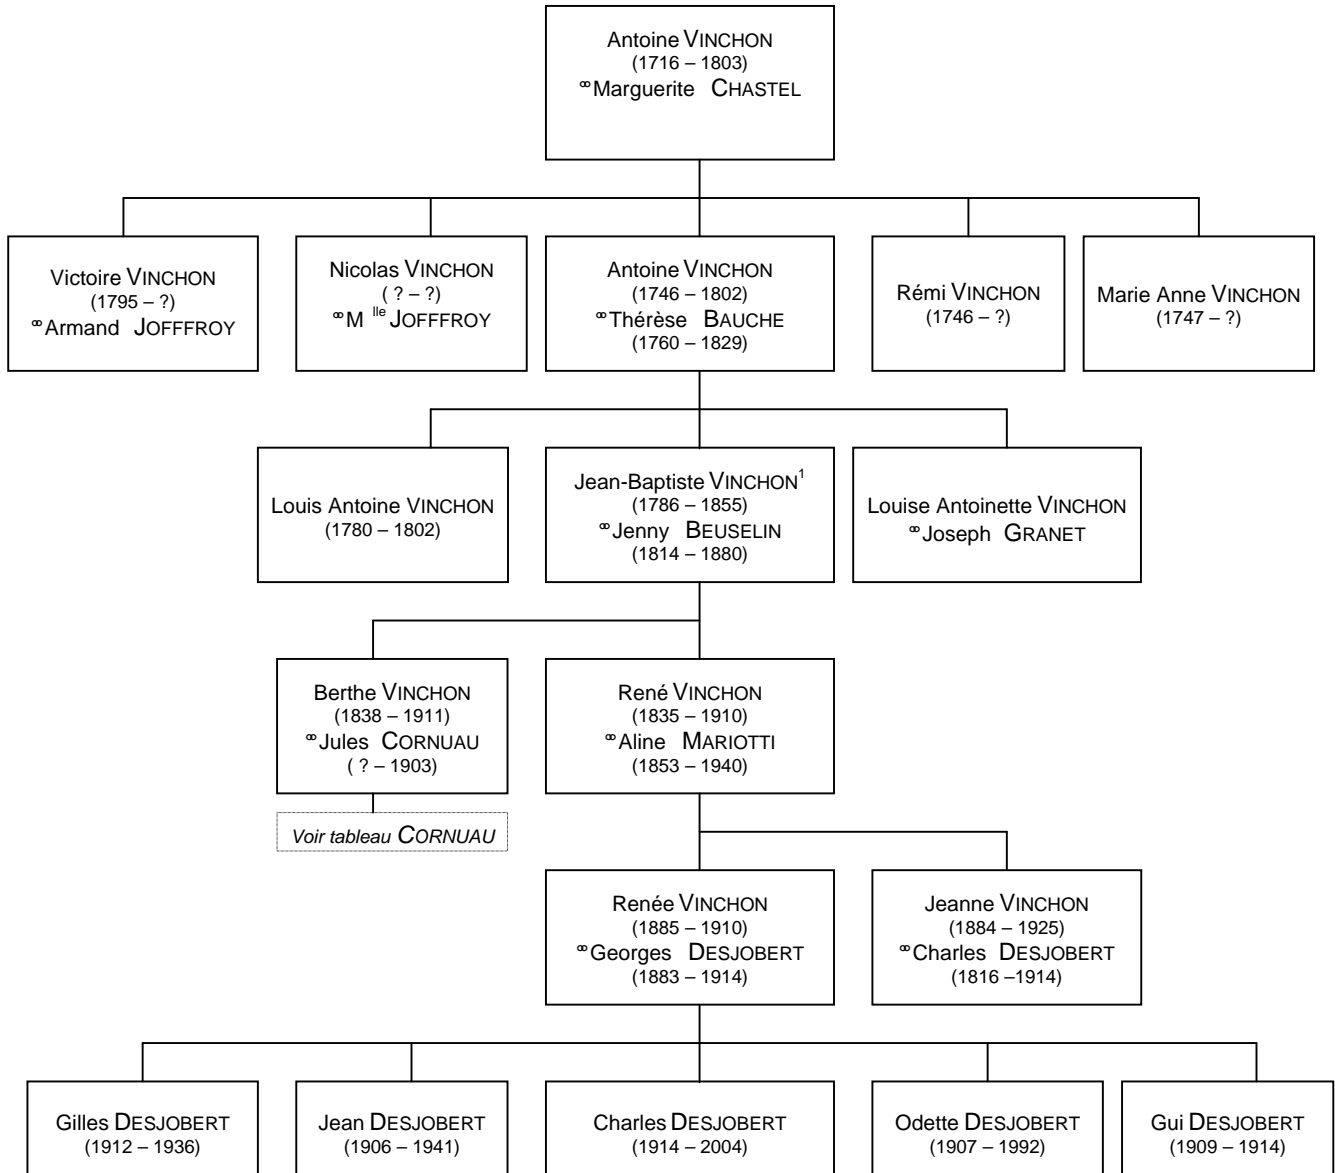 Antoine VINCHON
(1716 – 1803)
⚭Marguerite CHASTEL
Victoire VINCHON
(1795 – ?)
⚭Armand JOFFFROY
Nicolas VINCHON
( ? – ?)
⚭M lle JOFFFROY
Antoine VINCHON
(1746 – 1802)
⚭Thérèse BAUCHE
(1760 – 1829)
Rémi VINCHON
(1746 – ?)
Marie Anne VINCHON
(1747 – ?)
Louis Antoine VINCHON
(1780 – 1802)
Jean-Baptiste VINCHON¹
(1786 – 1855)
⚭Jenny BEUSELIN
(1814 – 1880)
Louise Antoinette VINCHON
⚭Joseph GRANET
Berthe VINCHON
(1838 – 1911)
⚭Jules CORNUAU
( ? – 1903)
Voir tableau CORNUAU
René VINCHON
(1835 – 1910)
⚭Aline MARIOTTI
(1853 – 1940)
Renée VINCHON
(1885 – 1910)
⚭Georges DESJOBERT
(1883 – 1914)
Jeanne VINCHON
(1884 – 1925)
⚭Charles DESJOBERT
(1816 –1914)
Gilles DESJOBERT
(1912 – 1936)
Jean DESJOBERT
(1906 – 1941)
Charles DESJOBERT
(1914 – 2004)
Odette DESJOBERT
(1907 – 1992)
Gui DESJOBERT
(1909 – 1914)